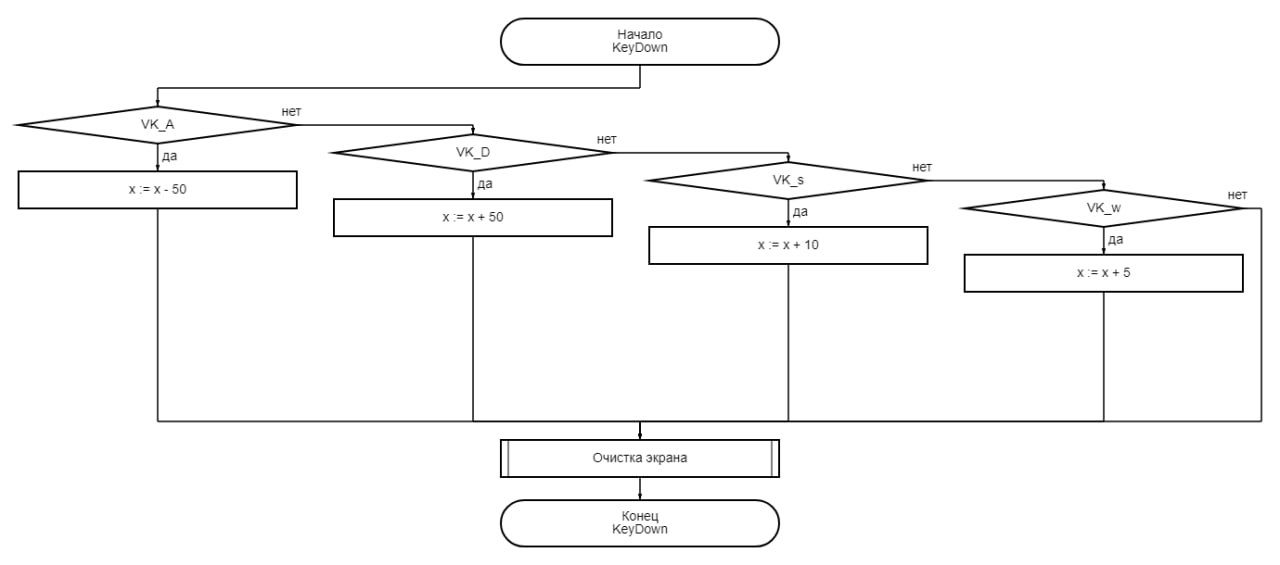 Начало
KeyDown
VK_A
нет
да
x := x - 50
VK_D
нет
да
x := x + 50
VK_s
нет
да
x := x + 10
VK_w
нет
да
x := x + 5
Очистка экрана
Конец
KeyDown